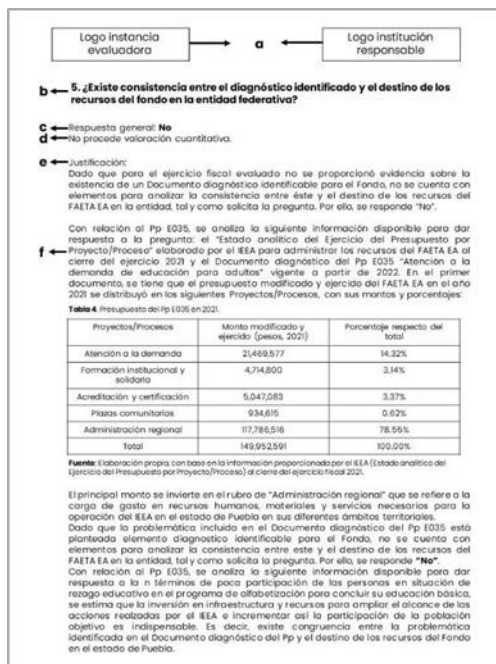 Logo instancia evaluadora
a
Logo institución responsable
b 5. ¿Existe consistencia entre el diagnóstico identificado y el destino de los
recursos del fondo en la entidad federativa?
c Respuesta general: No
d No procede valoración cuantitativa.
e Justificación:
Dado que para el ejercicio fiscal evaluado no se proporcionó evidencia sobre la
existencia de un Documento diagnóstico identificable para el Fondo, no se cuenta con
elementos para analizar la consistencia entre éste y el destino de los recursos del
FAETA EA en la entidad, tal y como solicita la pregunta. Por ello, se responde "No".
Con relación al Pp E035, se analiza la siguiente información disponible para dar
respuesta a la pregunta: el "Estado analítico del Ejercicio del Presupuesto por
f Proyecto/Proceso" elaborado por el IEEA para administrar los recursos del FAETA EA al
cierre del ejercicio 2021 y el Documento diagnóstico del Pp E035 "Atención a la
demanda de educación para adultos" vigente a partir de 2022. En el primer
documento, se tiene que el presupuesto modificado y ejercido del FAETA EA en el año
2021 se distribuyó en los siguientes Proyectos/Procesos, con sus montos y porcentajes:
Tabla 4. Presupuesto del Pp E035 en 2021.
Proyectos/Procesos Monto modificado y ejercido (pesos, 2021) Porcentaje respecto del total
Atención a la demanda 21,469,577 14.32%
Formación institucional y solidaria 4,714,800 3.14%
Acreditación y certificación 5,047,083 3.37%
Plazas comunitarias 934,615 0.62%
Administración regional 117,786,516 78.55%
Total 149,952,591 100.00%
Fuente: Elaboración propia, con base en la información proporcionada por el IEEA (Estado analítico del
Ejercicio del Presupuesto por Proyecto/Proceso) al cierre del ejercicio fiscal 2021.
El principal monto se invierte en el rubro de "Administración regional" que se refiere a la
carga de gasto en recursos humanos, materiales y servicios necesarios para la
operación del IEEA en el estado de Puebla en sus diferentes ámbitos territoriales.
Dado que la problemática incluida en el Documento diagnóstico del Pp E035 está
planteada elemento diagnostico identificable para el Fondo, no se cuenta con
elementos para analizar la consistencia entre este y el destino de los recursos del
FAETA EA en la entidad, tal y como solicita la pregunta. Por ello, se responde "No".
Con relación al Pp E035, se analiza la siguiente información disponible para dar
respuesta a la n términos de poca participación de las personas en situación de
rezago educativo en el programa de alfabetización para concluir su educación básica,
se estima que la inversión en infraestructura y recursos para ampliar el alcance de las
acciones realizadas por el IEEA e incrementar así la participación de la población
objetivo es indispensable. Es decir, existe congruencia entre la problemática
identificada en el Documento diagnóstico del Pp y el destino de los recursos del Fondo
en el estado de Puebla.